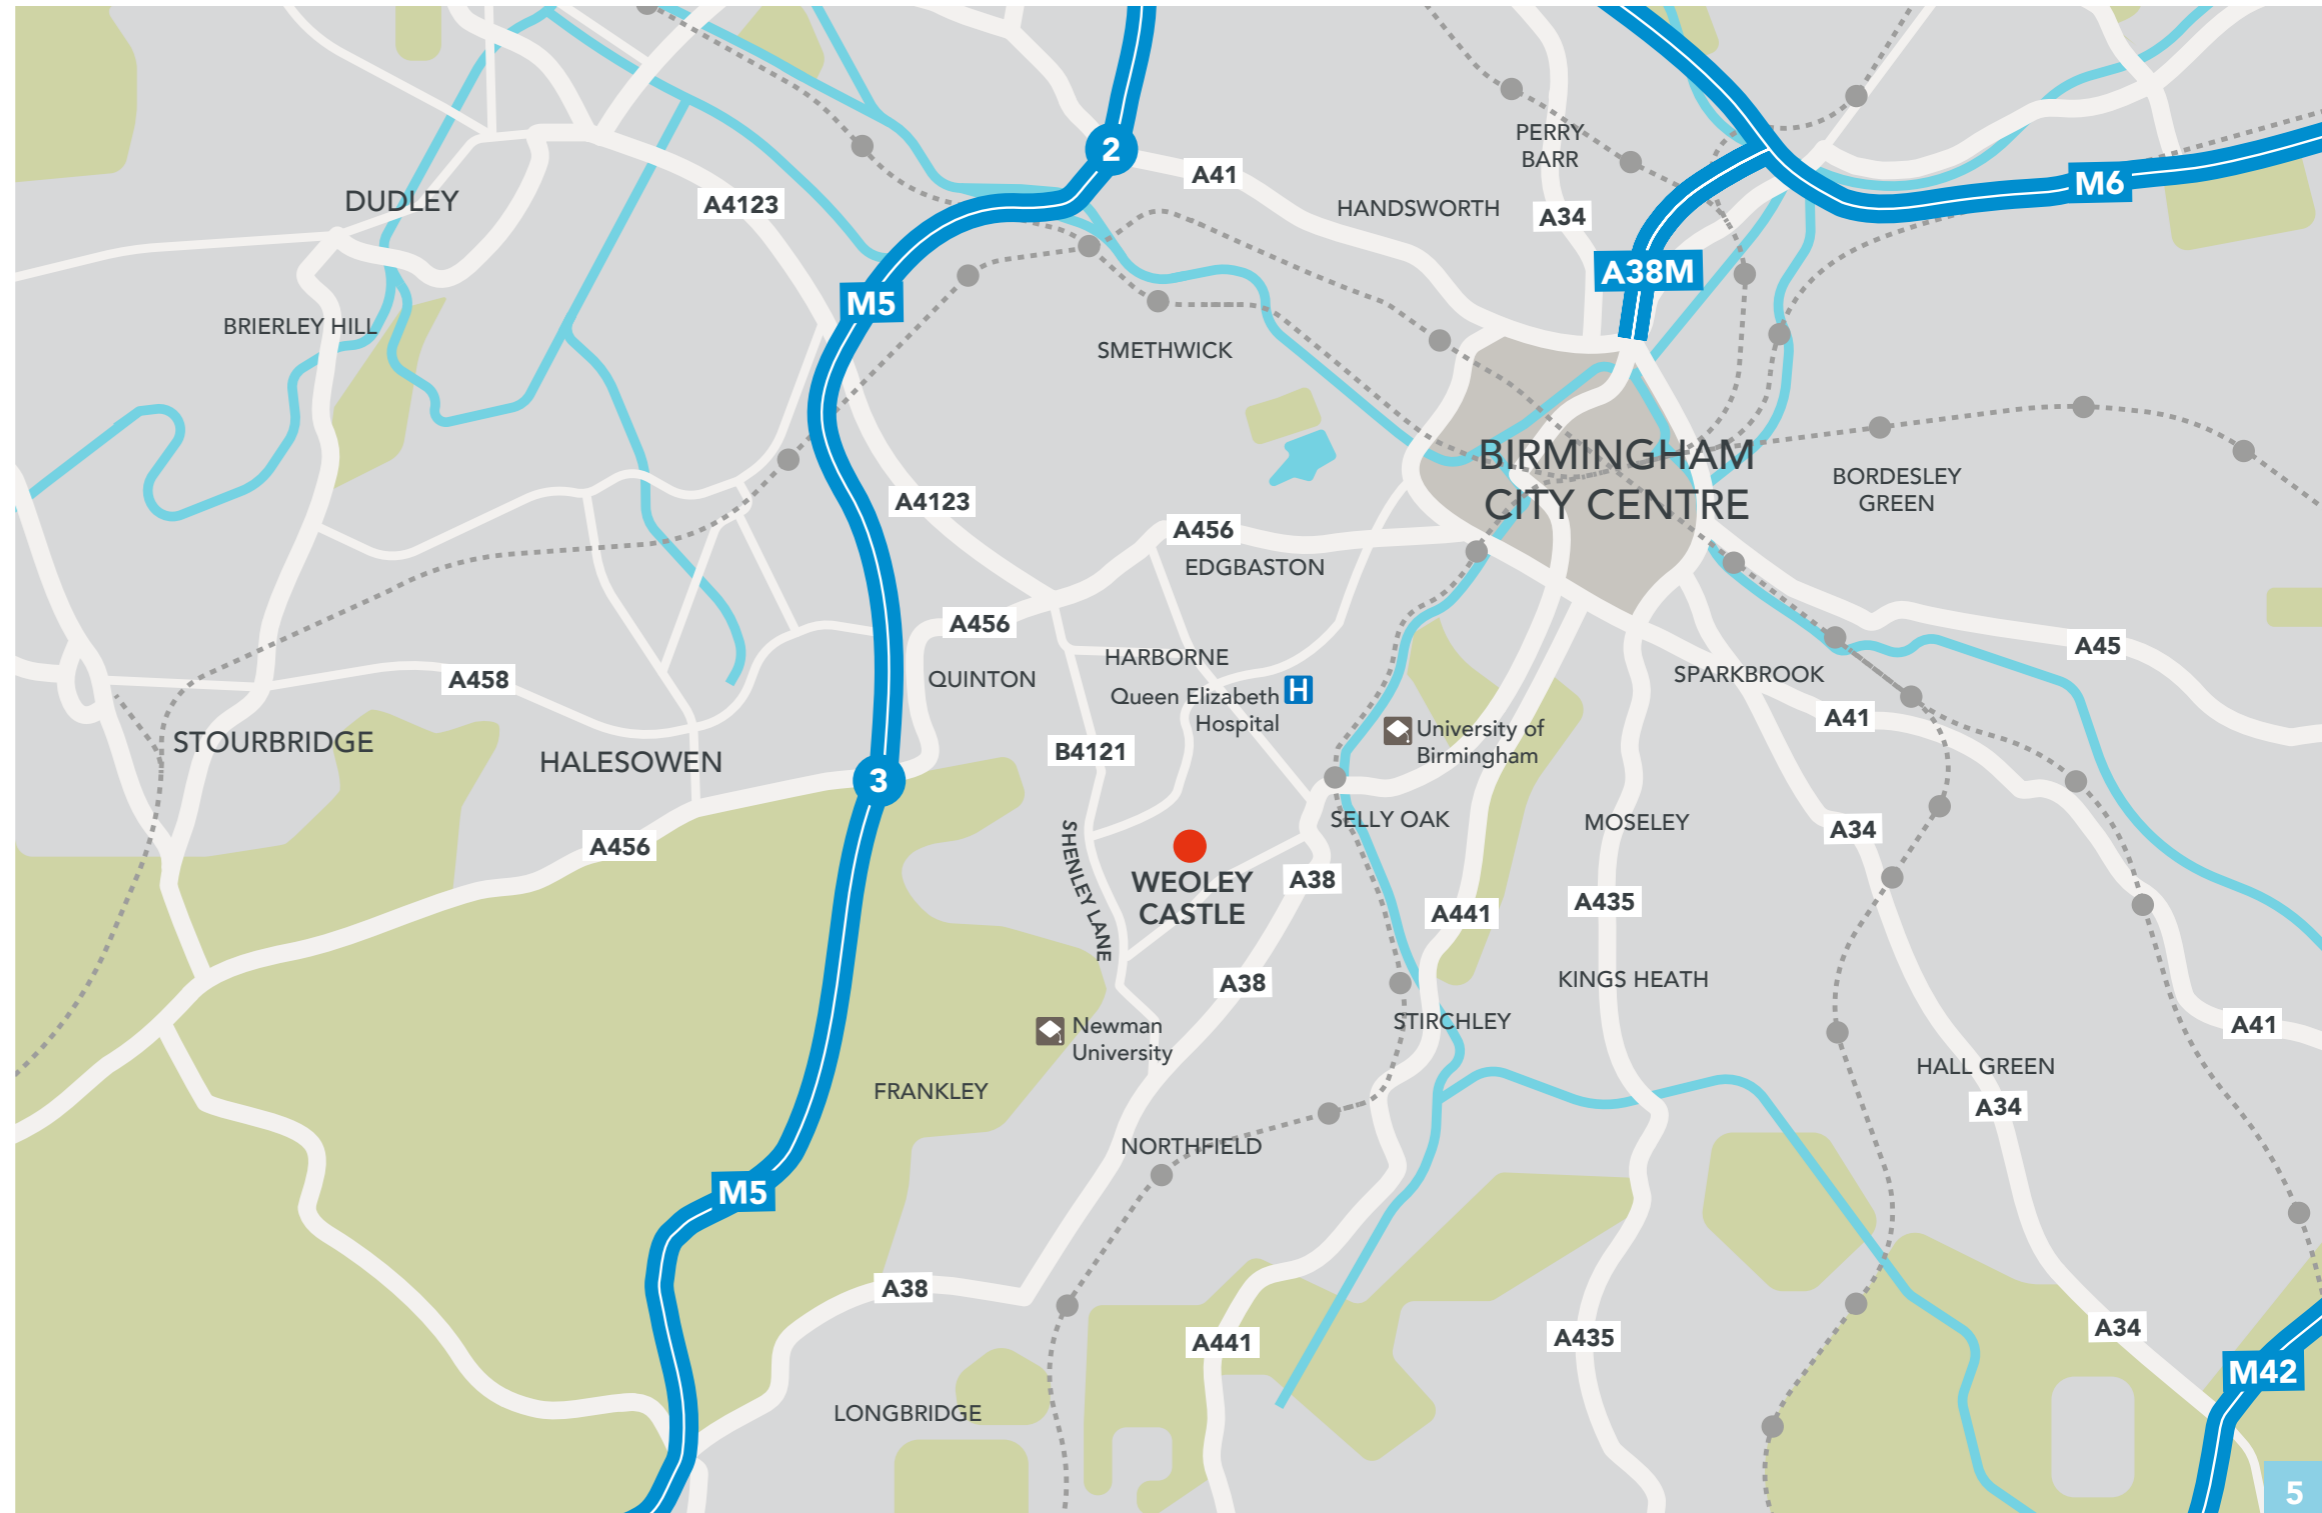 PERRY
BARR
2
A41
M6
DUDLEY
A4123
HANDSWORTH
A34
A38M
M5
BRIERLEY HILL
SMETHWICK
BIRMINGHAM
CITY CENTRE
BORDESLEY
GREEN
A4123
A456
EDGBASTON
A456
A45
HARBORNE
QUINTON
A458
Queen Elizabeth
Hospital
H
SPARKBROOK
A41
University of
Birmingham
STOURBRIDGE
HALESOWEN
B4121
3
SELLY OAK
MOSELEY
A34
A456
SHENLEY LANE
WEOLEY
CASTLE
A38
A441
A435
A38
KINGS HEATH
STIRCHLEY
A41
Newman
University
HALL GREEN
FRANKLEY
A34
NORTHFIELD
M5
A38
A441
A435
A34
M42
LONGBRIDGE
5